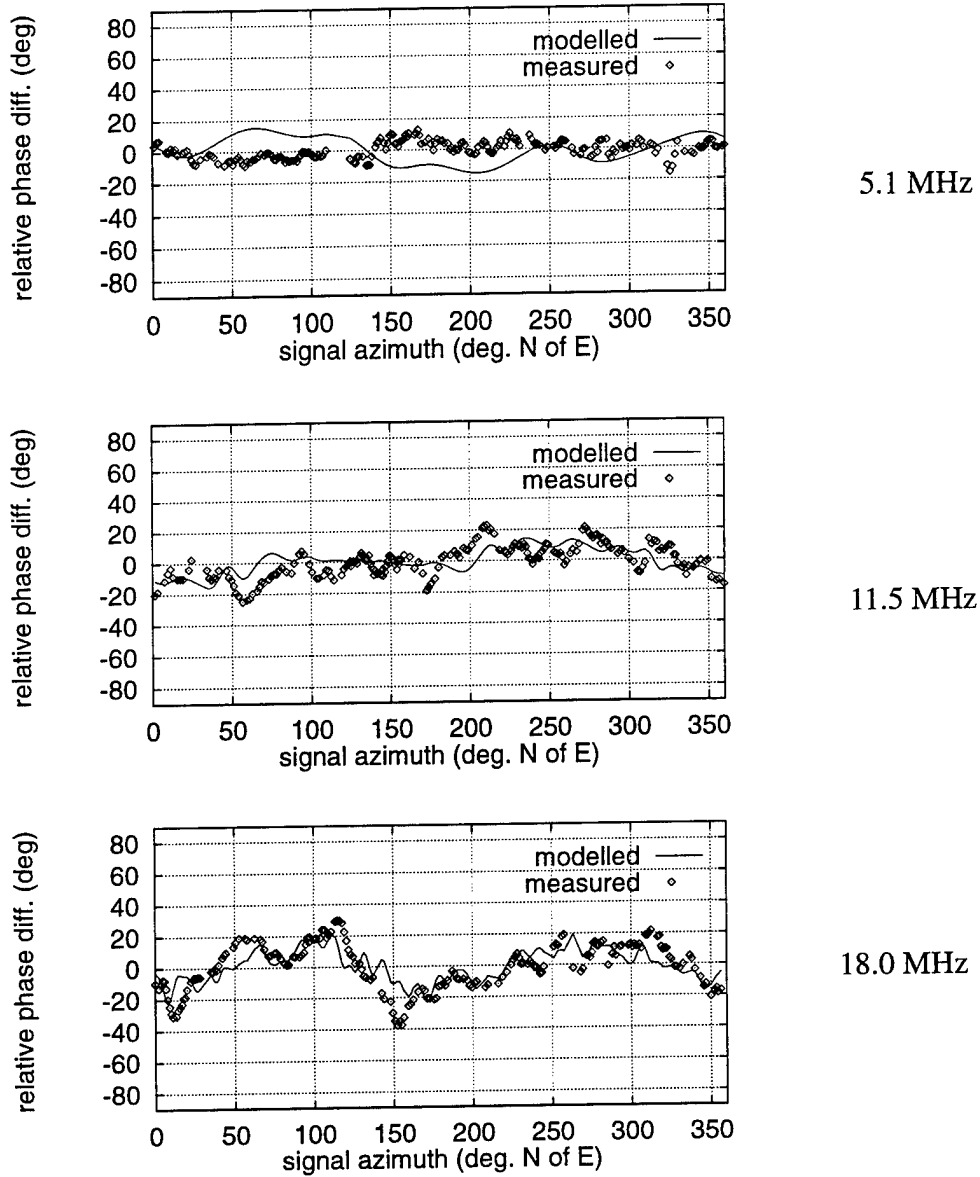 relative phase diff. (deg)
80
60
40
20
0
-20
-40
-60
-80
modelled
measured
0 50 100 150 200 250 300 350
signal azimuth (deg. N of E)
5.1 MHz
relative phase diff. (deg)
80
60
40
20
0
-20
-40
-60
-80
modelled
measured
0 50 100 150 200 250 300 350
signal azimuth (deg. N of E)
11.5 MHz
relative phase diff. (deg)
80
60
40
20
0
-20
-40
-60
-80
modelled
measured
0 50 100 150 200 250 300 350
signal azimuth (deg. N of E)
18.0 MHz